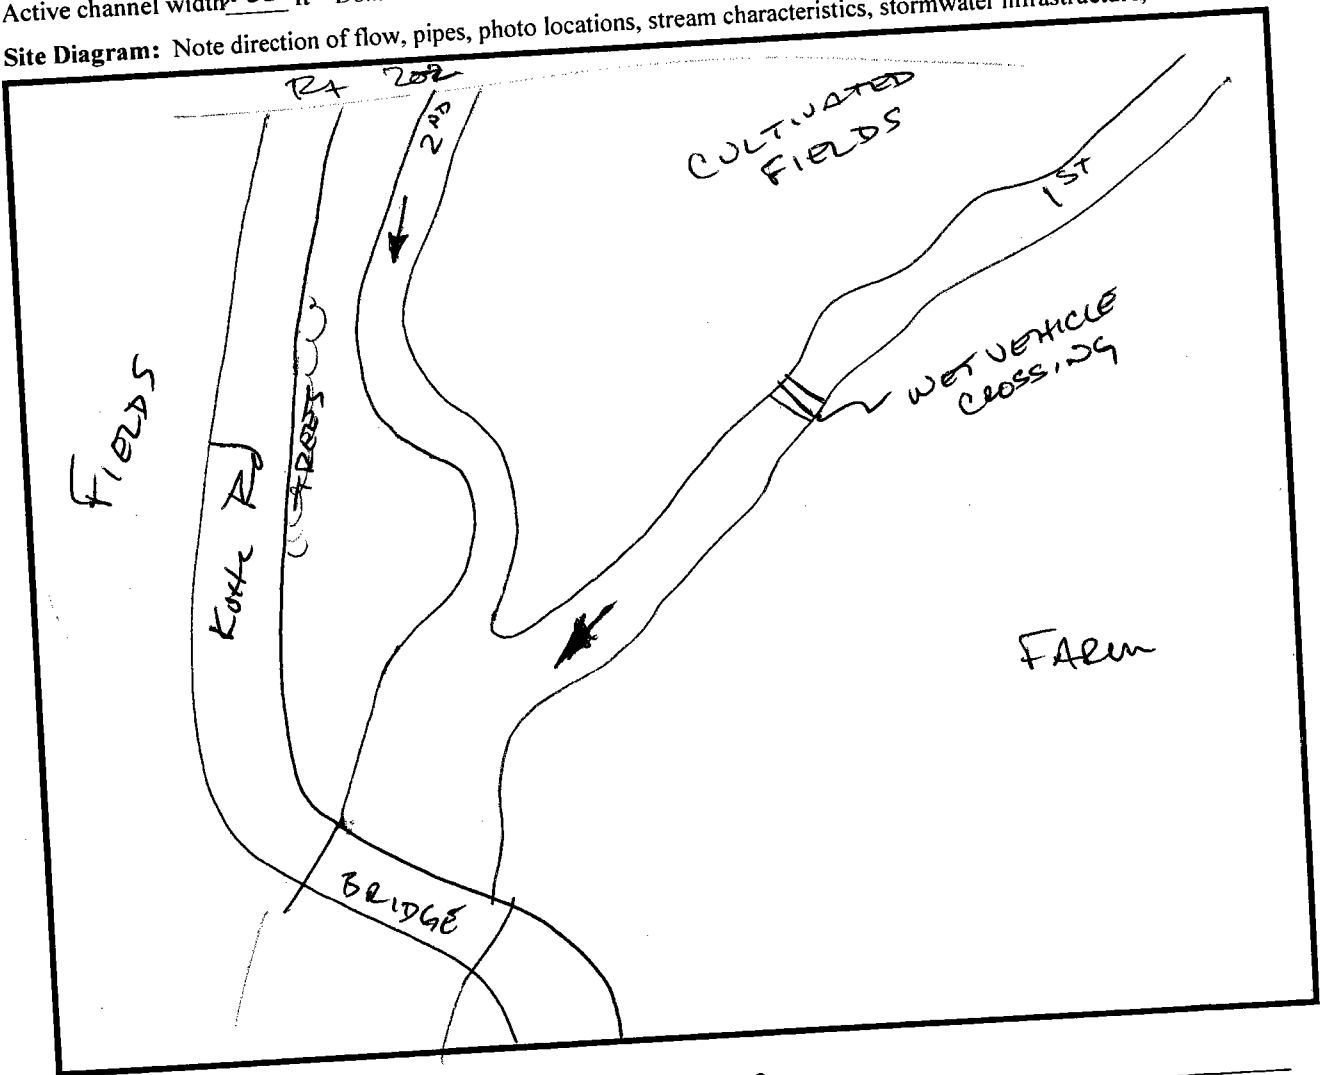 Active channel width
Site Diagram: Note direction of flow, pipes, photo locations, stream characteristics, stormwater infrastructure,
Rt 202
2ND
CULTIVATED
FIELDS
1ST
WET VEHICLE
CROSSING
FIELDS
TREES
Rd
FARM
BRIDGE